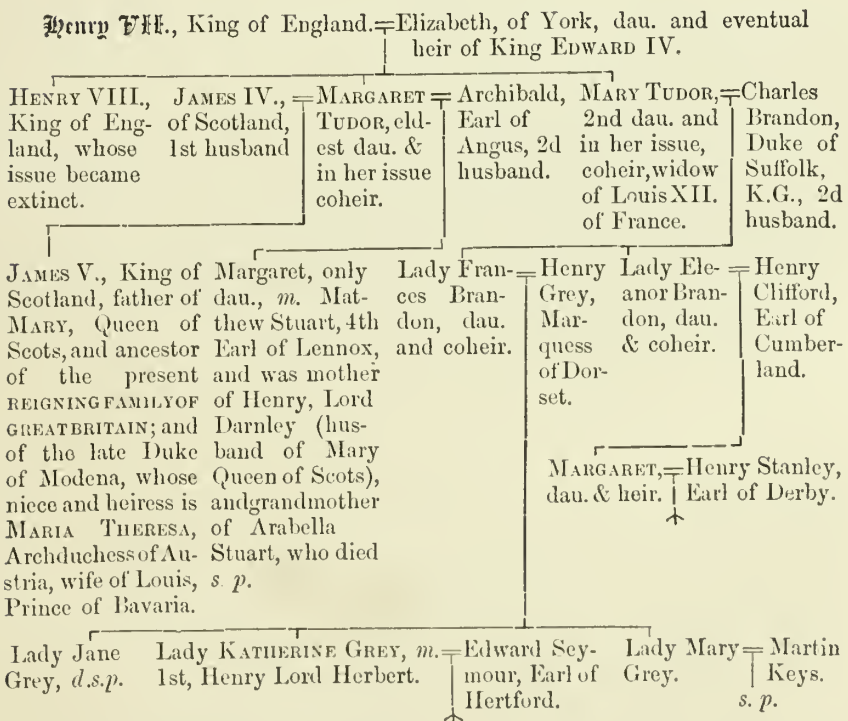 Henry VII., King of England.=Elizabeth, of York, dau. and eventual
heir of King EDWARD IV.
HENRY VIII.,
King of Eng-
land, whose
issue became
extinct.
JAMES IV.,
of Scotland,
1st husband
=MARGARET
TUDOR, eld-
est dau. &
in her issue
coheir.
= Archibald,
Earl of
Angus, 2d
husband.
MARY TUDOR,
2nd dau. and
in her issue,
coheir, widow
of Louis XII.
of France.
=Charles
Brandon,
Duke of
Suffolk,
K.G., 2d
husband.
JAMES V., King of
Scotland, father of
MARY, Queen of
Scots, and ancestor
of the present
REIGNING FAMILY OF
GREAT BRITAIN; and
of the late Duke
of Modena, whose
niece and heiress is
MARIA THERESA,
Archduchess of Au-
stria, wife of Louis,
Prince of Bavaria.
Margaret, only
dau., m. Mat-
thew Stuart, 4th
Earl of Lennox,
and was mother
of Henry, Lord
Darnley (hus-
band of Mary
Queen of Scots),
and grandmother
of Arabella
Stuart, who died
s. p.
Lady Fran-
ces Bran-
don, dau.
and coheir.
= Henry
Grey,
Mar-
quess
of Dor-
set.
Lady Ele-
anor Bran-
don, dau.
& coheir.
= Henry
Clifford,
Earl of
Cumber-
land.
MARGARET,=Henry Stanley,
dau. & heir. Earl of Derby.
Lady Jane
Grey, d.s.p.
Lady KATHERINE GREY, m.
1st, Henry Lord Herbert.
=Edward Sey-
mour, Earl of
Hertford.
Lady Mary
Grey.
= Martin
Keys.
s. p.